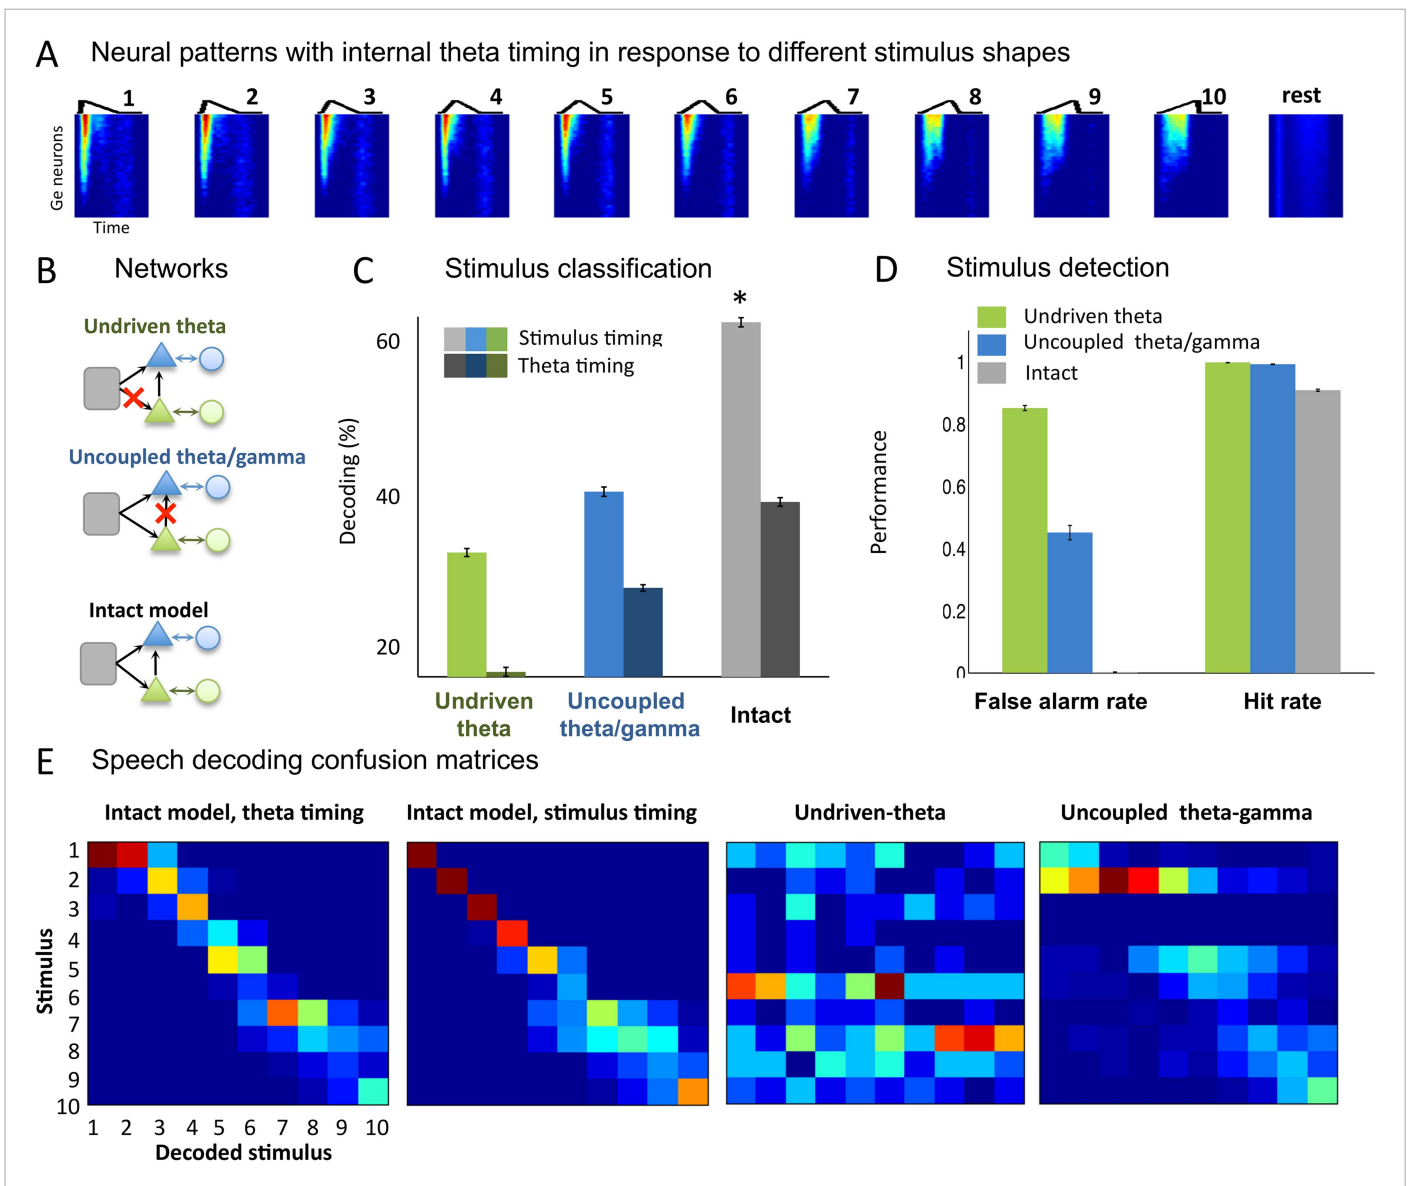 A Neural patterns with internal theta timing in response to different stimulus shapes
1 2 3 4 5 6 7 8 9 10 rest
Ge neurons
Time
B Networks
Undriven theta
Uncoupled theta/gamma
Intact model
C Stimulus classification
*
Stimulus timing
Theta timing
Decoding (%)
60
40
20
Undriven
theta
Uncoupled
theta/gamma
Intact
D Stimulus detection
Undriven theta
Uncoupled theta/gamma
Intact
Performance
1
0.8
0.6
0.4
0.2
0
False alarm rate
Hit rate
E Speech decoding confusion matrices
Intact model, theta timing
Intact model, stimulus timing
Undriven-theta
Uncoupled theta-gamma
Stimulus
1
2
3
4
5
6
7
8
9
10
1 2 3 4 5 6 7 8 9 10
Decoded stimulus